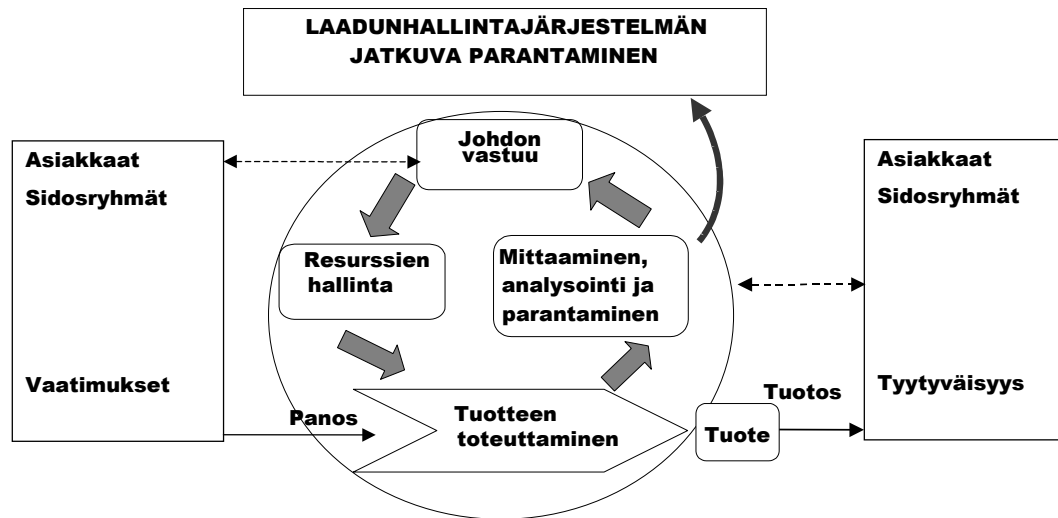 LAADUNHALLINTAJÄRJESTELMÄN
JATKUVA PARANTAMINEN
Asiakkaat
Sidosryhmät
Vaatimukset
Johdon
vastuu
Resurssien
hallinta
Mittaaminen,
analysointi ja
parantaminen
Panos
Tuotteen
toteuttaminen
Tuote
Tuotos
Asiakkaat
Sidosryhmät
Tyytyväisyys